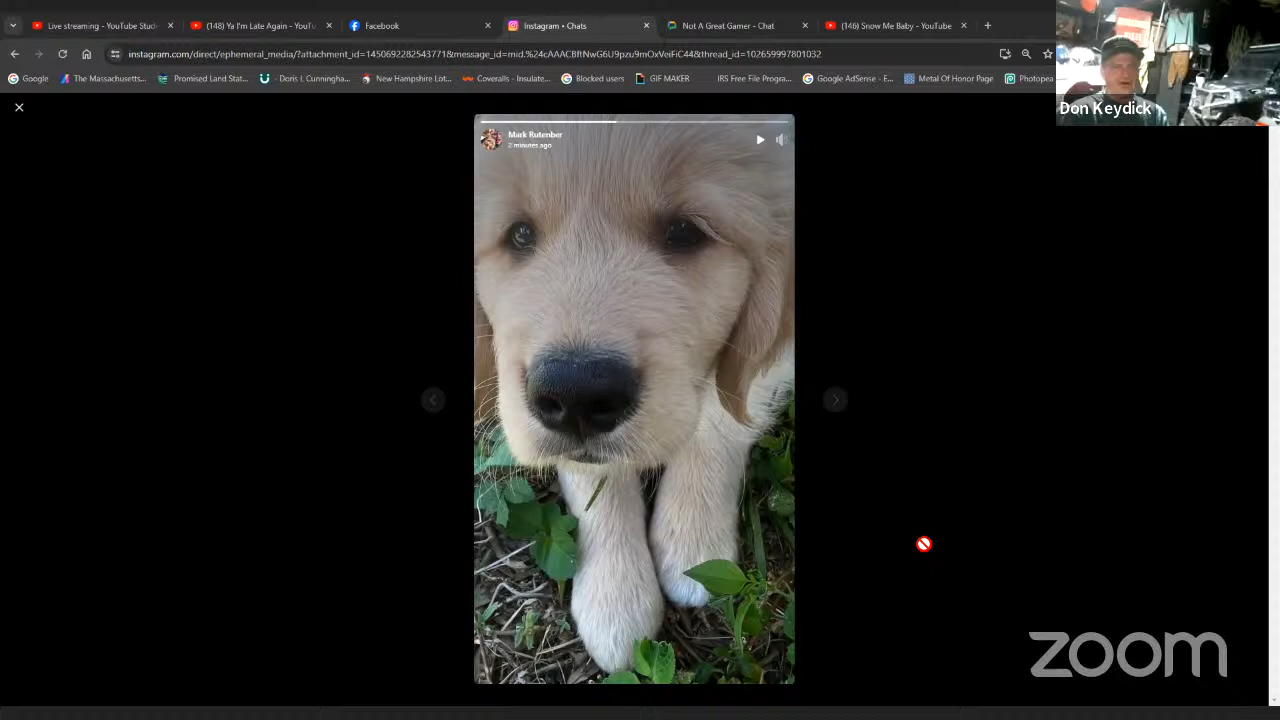 Live streaming - YouTube Stud
(148) Ya I'm Late Again - YouTu
Facebook
Instagram • Chats
Not A Great Gamer - Chat
(146) Snow Me Baby - YouTube
instagram.com/direct/ephemeral_media/?attachment_id=1450692282543771&message_id=mid.%24cAAACBftNwG6U9pzu9mOxVeiFiC44&thread_id=102659997801032
Google
The Massachusetts...
Promised Land Stat...
Doris L Cunningha...
New Hampshire Lot...
Coveralls - Insulate...
Blocked users
GIF MAKER
IRS Free File Progra...
Google AdSense - E...
Metal Of Honor Page
Photopea
Don Keydick
Mark Rutenber
2 minutes ago
zoom